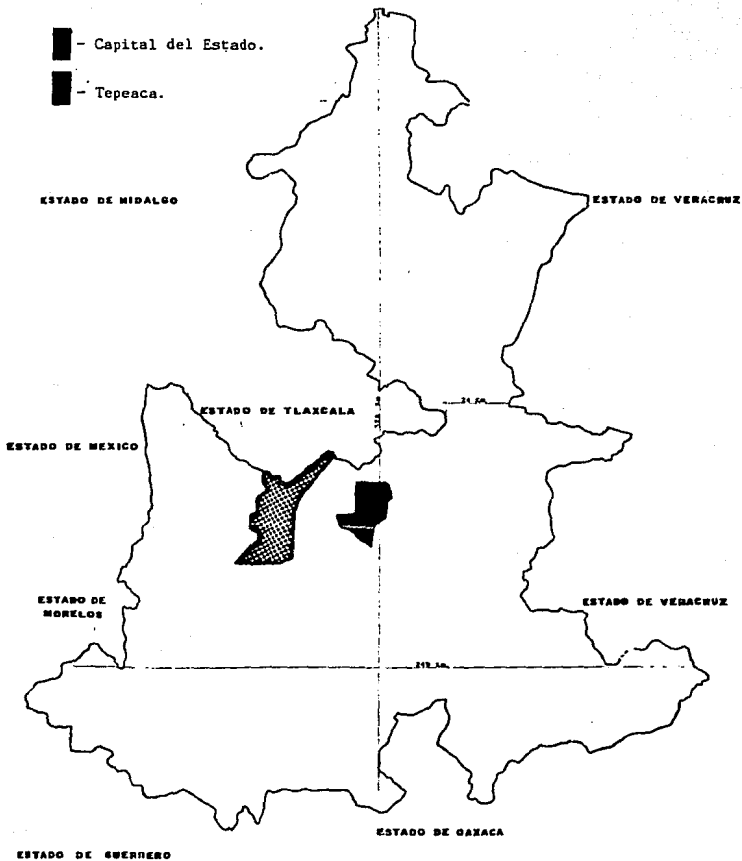 - Capital del Estado.
- Tepeaca.
ESTADO DE HIDALGO
ESTADO DE VERACRUZ
ESTADO DE TLAXCALA
ESTADO DE MEXICO
ESTADO DE
MORELOS
ESTADO DE VERACRUZ
ESTADO DE OAXACA
ESTADO DE GUERRERO